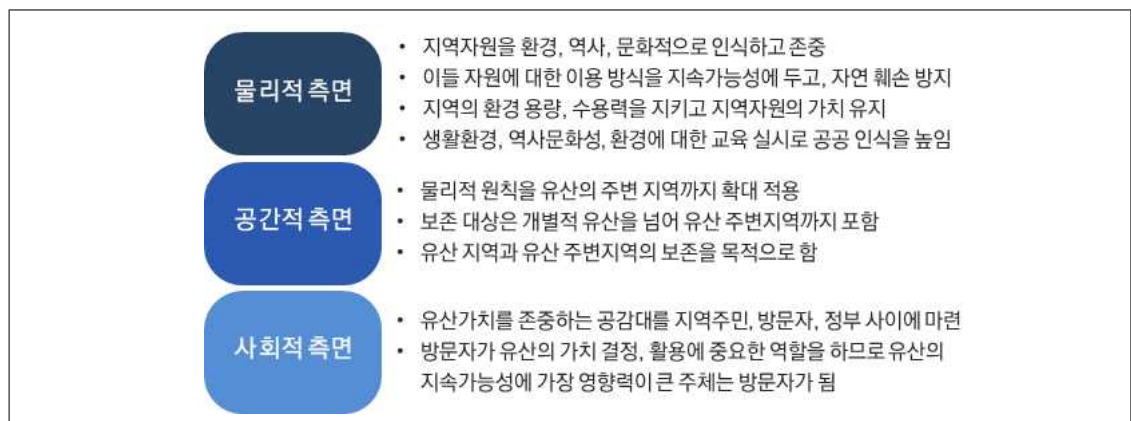 물리적 측면
• 지역자원을 환경, 역사, 문화적으로 인식하고 존중
• 이들 자원에 대한 이용 방식을 지속가능성에 두고, 자연 훼손 방지
• 지역의 환경 용량, 수용력을 지키고 지역자원의 가치 유지
• 생활환경, 역사문화성, 환경에 대한 교육 실시로 공공 인식을 높임
공간적 측면
• 물리적 원칙을 유산의 주변 지역까지 확대 적용
• 보존 대상은 개별적 유산을 넘어 유산 주변지역까지 포함
• 유산 지역과 유산 주변지역의 보존을 목적으로 함
사회적 측면
• 유산가치를 존중하는 공감대를 지역주민, 방문자, 정부 사이에 마련
• 방문자가 유산의 가치 결정, 활용에 중요한 역할을 하므로 유산의
지속가능성에 가장 영향력이 큰 주체는 방문자가 됨